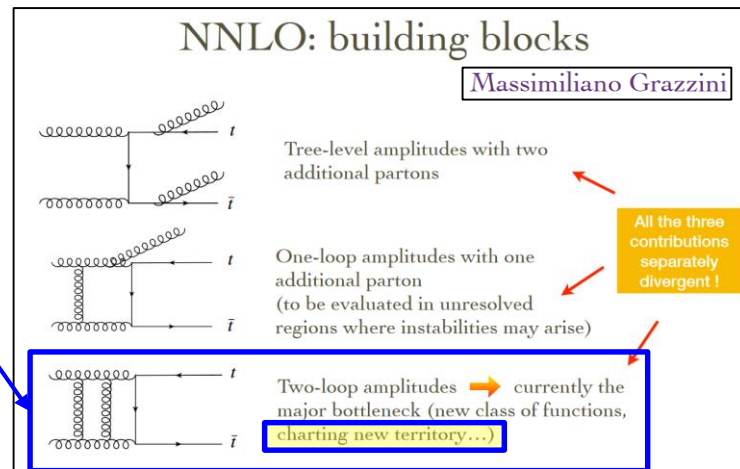 NNLO: building blocks
Massimiliano Grazzini
t
t̄
Tree-level amplitudes with two
additional partons
All the three
contributions
separately
divergent !
t
t̄
One-loop amplitudes with one
additional parton
(to be evaluated in unresolved
regions where instabilities may arise)
t
t̄
Two-loop amplitudes ➡ currently the
major bottleneck (new class of functions,
charting new territory…)